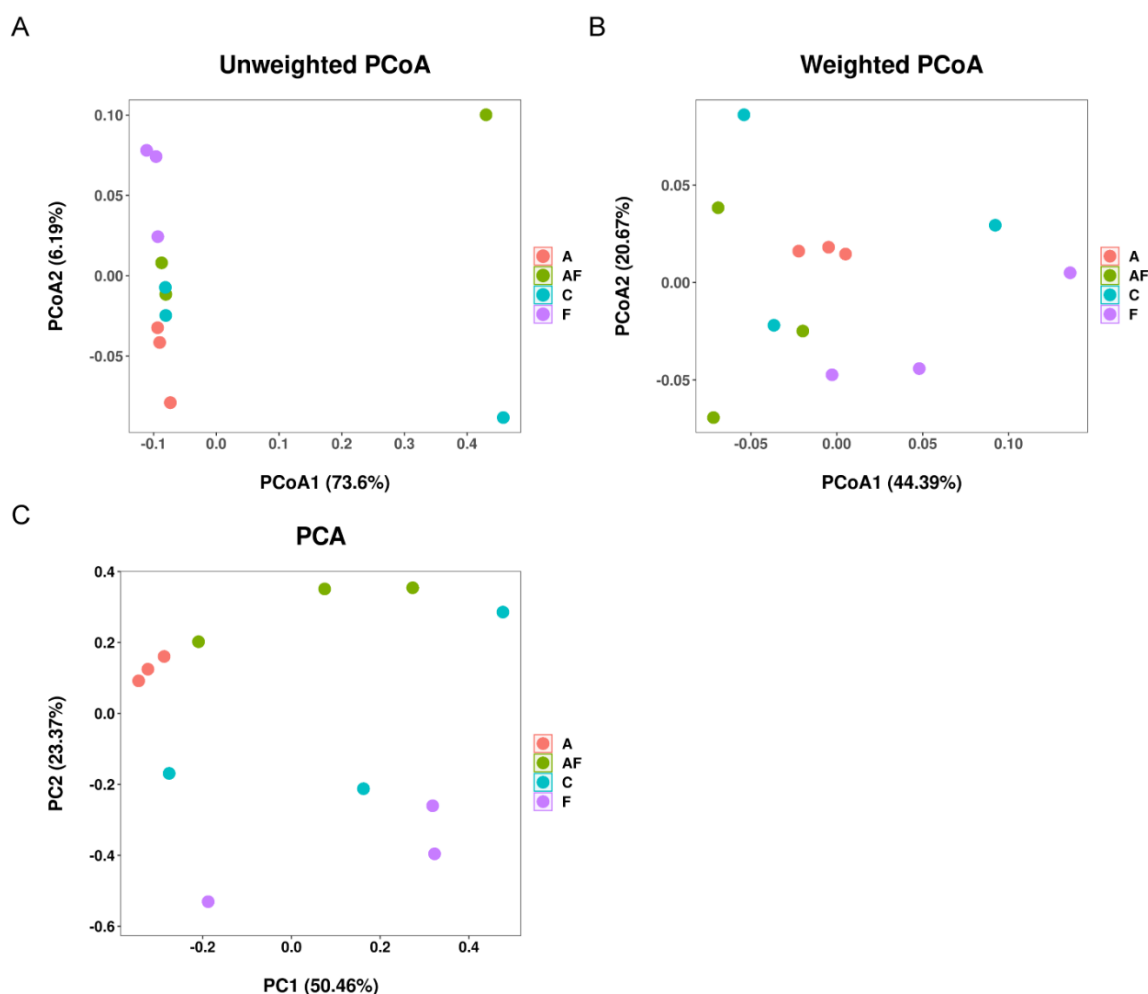 A
Unweighted PCoA
PCoA2 (6.19%)
0.10
0.05
0.00
-0.05
-0.1 0.0 0.1 0.2 0.3 0.4
PCoA1 (73.6%)
A
AF
C
F
B
Weighted PCoA
PCoA2 (20.67%)
0.05
0.00
-0.05
-0.05 0.00 0.05 0.10
PCoA1 (44.39%)
A
AF
C
F
C
PCA
PC2 (23.37%)
0.4
0.2
0.0
-0.2
-0.4
-0.6
-0.2 0.0 0.2 0.4
PC1 (50.46%)
A
AF
C
F